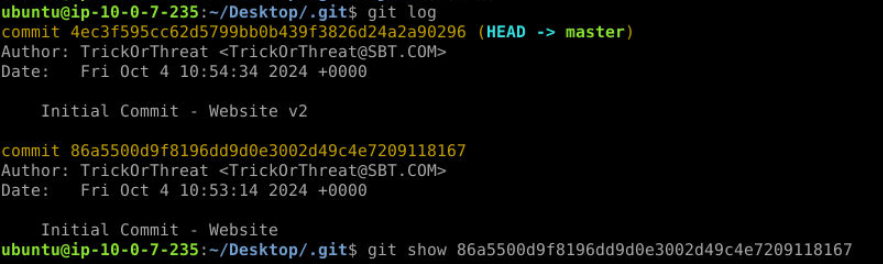 ubuntu@ip-10-0-7-235:~/Desktop/.git$ git log
commit 4ec3f595cc62d5799bb0b439f3826d24a2a90296 (HEAD -> master)
Author: TrickOrThreat <TrickOrThreat@SBT.COM>
Date:   Fri Oct 4 10:54:34 2024 +0000
    Initial Commit - Website v2
commit 86a5500d9f8196dd9d0e3002d49c4e7209118167
Author: TrickOrThreat <TrickOrThreat@SBT.COM>
Date:   Fri Oct 4 10:53:14 2024 +0000
    Initial Commit - Website
ubuntu@ip-10-0-7-235:~/Desktop/.git$ git show 86a5500d9f8196dd9d0e3002d49c4e7209118167